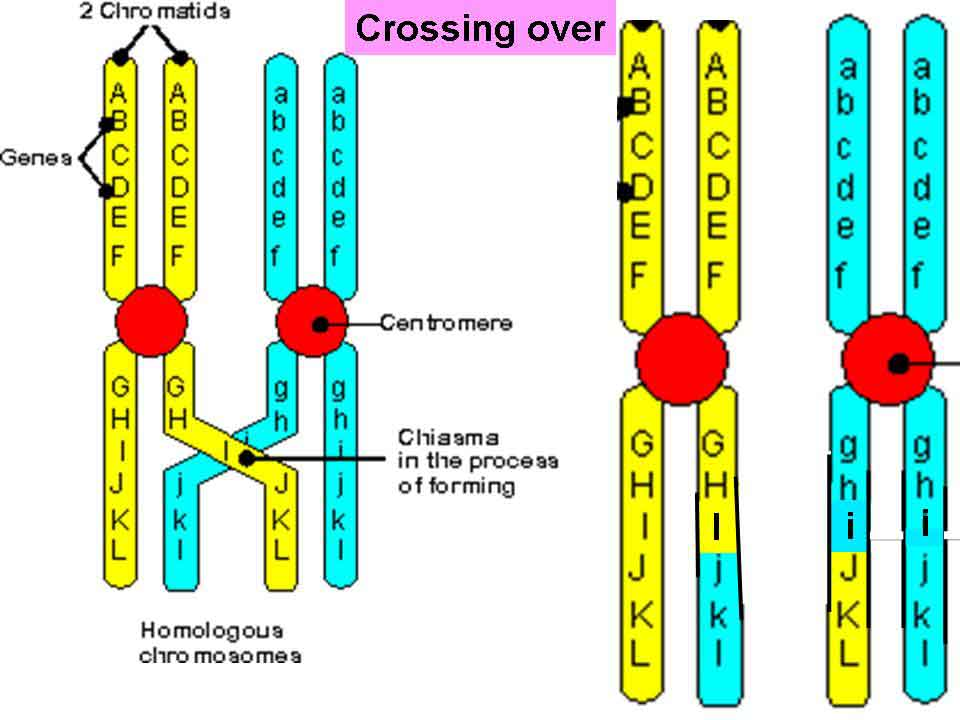 Crossing over
2 Chromatids
A A a a
B B b b
Genes
C C c c
D D d d
E E e e
F F f f
Centromere
G G g g
H H h h
I I i i
Chiasma
in the process
of forming
J j J j
K k K k
L l L l
Homologous
chromosomes
A A a a
B B b b
C C c c
D D d d
E E e e
F F f f
G G g g
H H h h
I I i i
J j J j
K k K k
L l L l